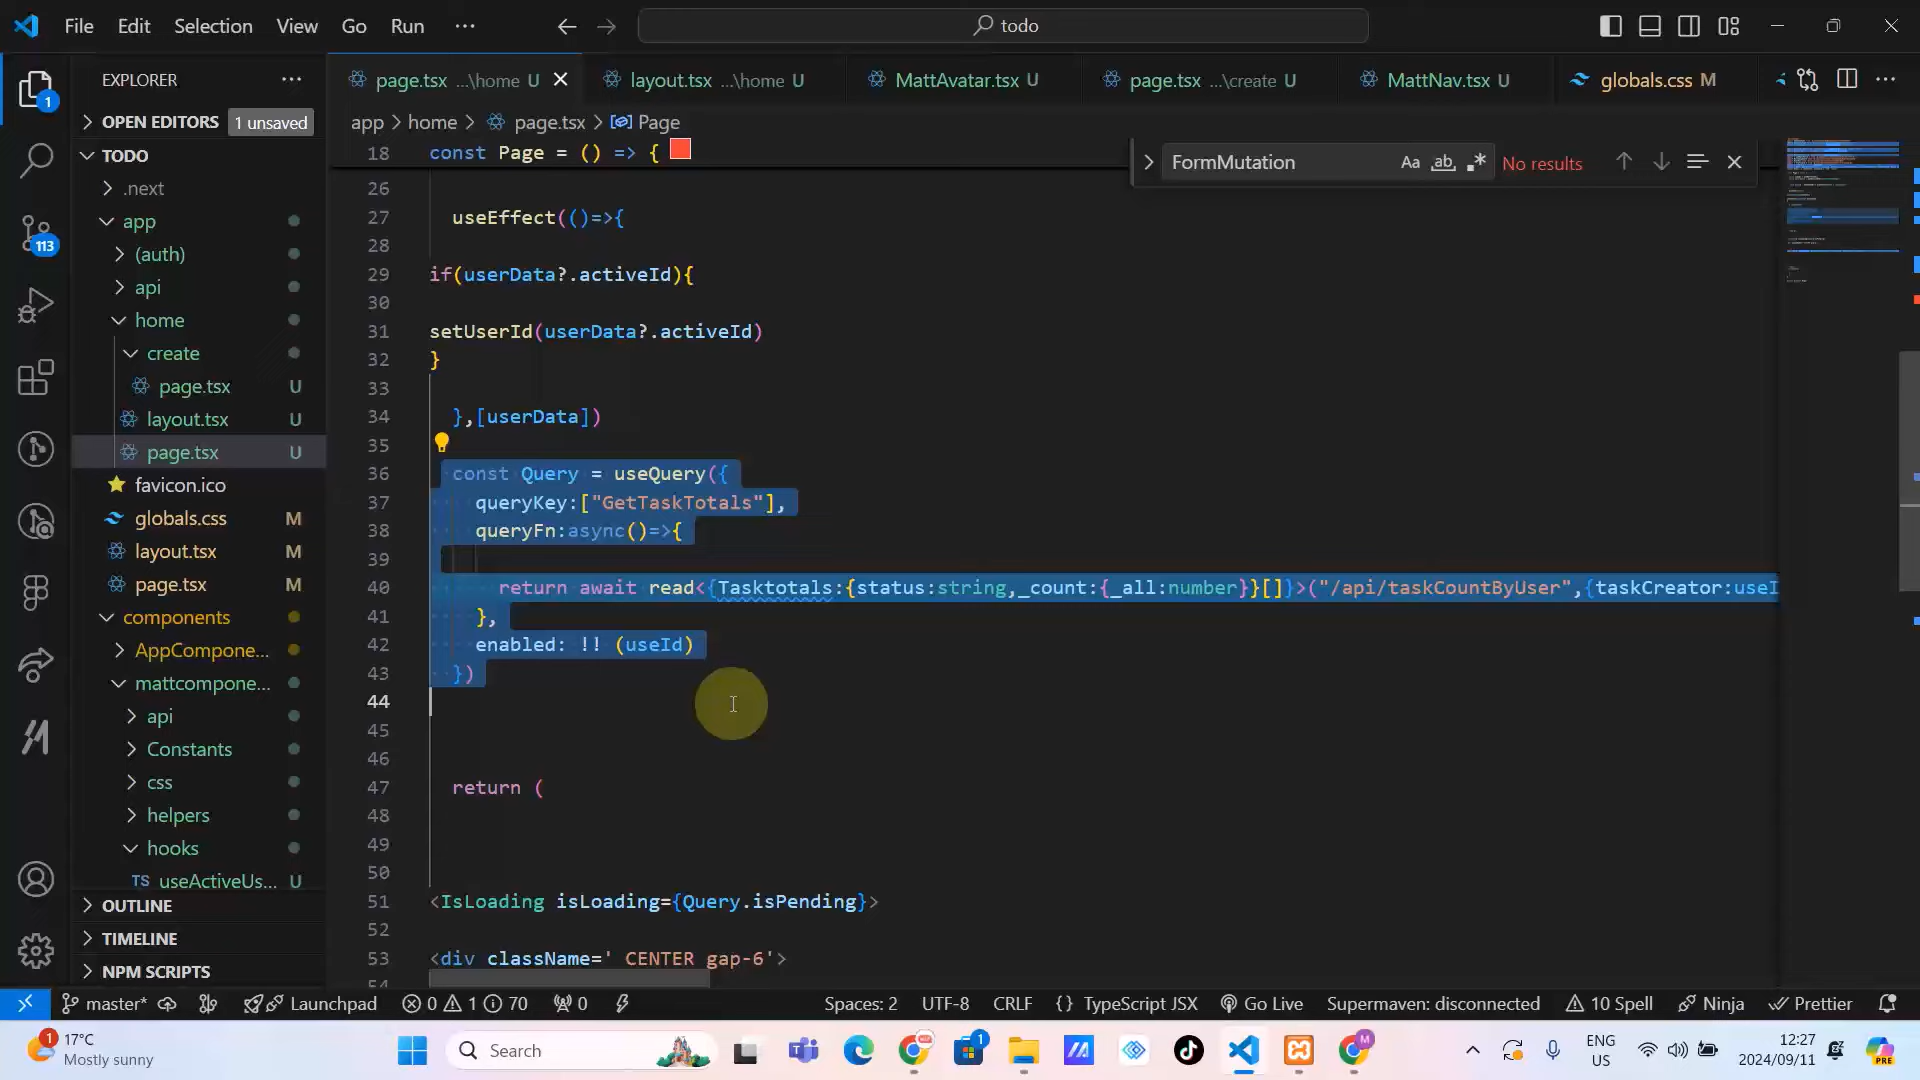 File Edit Selection View Go Run ...
todo
EXPLORER ...
OPEN EDITORS 1 unsaved
TODO
.next
app
(auth)
api
home
create
page.tsx U
layout.tsx U
page.tsx U
favicon.ico
globals.css M
layout.tsx M
page.tsx M
components
AppCompone...
mattcompone...
api
Constants
css
helpers
hooks
TS useActiveUs... U
OUTLINE
TIMELINE
NPM SCRIPTS
page.tsx ...\home U
layout.tsx ...\home U
MattAvatar.tsx U
page.tsx ...\create U
MattNav.tsx U
globals.css M
app > home > page.tsx > Page
FormMutation Aa ab .* No results
18 const Page = () => {
26
27 useEffect(()=>{
28
29 if(userData?.activeId){
30
31 setUserId(userData?.activeId)
32 }
33
34 },[userData])
35
36 const Query = useQuery({
37 queryKey:["GetTaskTotals"],
38 queryFn:async()=>{
39
40 return await read<{Tasktotals:{status:string,_count:{_all:number}}[]}>("/api/taskCountByUser",{taskCreator:useI
41 },
42 enabled: !! (useId)
43 })
44
45
46
47 return (
48
49
50
51 <IsLoading isLoading={Query.isPending}>
52
53 <div className=' CENTER gap-6'>
54
1
113
master* Launchpad 0 1 70 0 Spaces: 2 UTF-8 CRLF {} TypeScript JSX Go Live Supermaven: disconnected 10 Spell Ninja Prettier
1 17°C
Mostly sunny
Search
1
M
ENG
US
12:27
2024/09/11
PRE